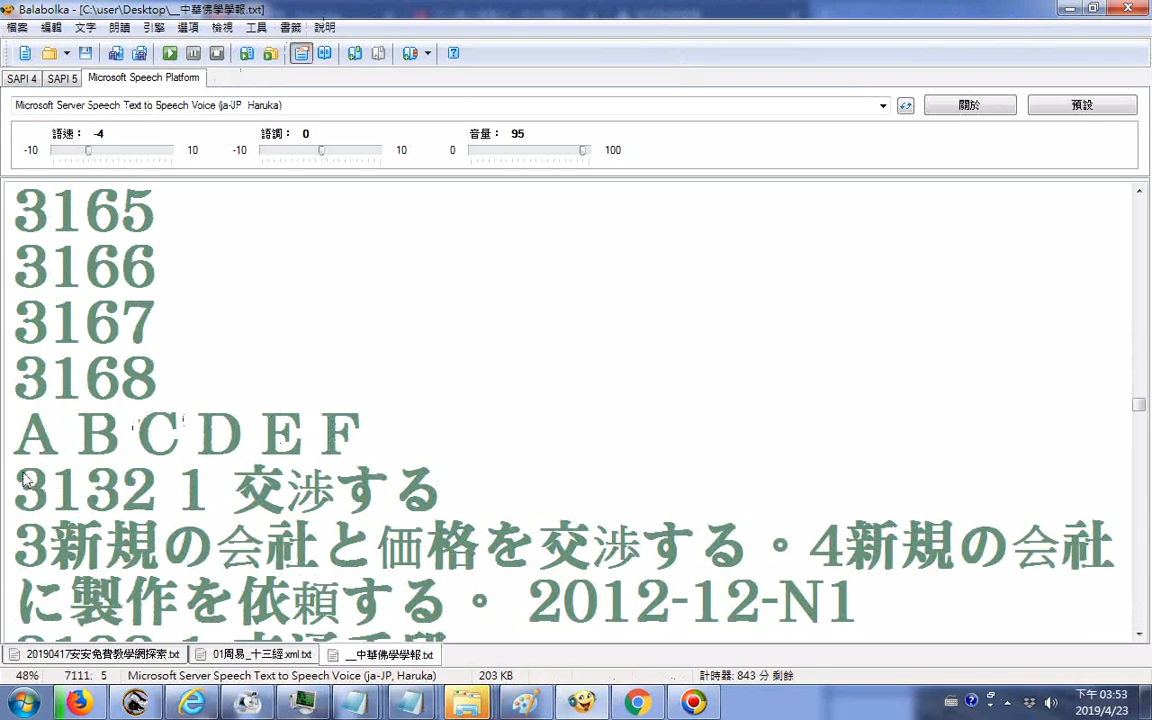 Balabolka - [C:\user\Desktop\__中華佛學學報.txt]
檔案 編輯 文字 朗讀 引擎 選項 檢視 工具 書籤 說明
SAPI 4 SAPI 5 Microsoft Speech Platform
Microsoft Server Speech Text to Speech Voice (ja-JP, Haruka) 關於 預設
語速： -4 語調： 0 音量： 95
-10 10 -10 10 0 100
3165
3166
3167
3168
A B C D E F
3132 1 交渉する
3新規の会社と価格を交渉する。4新規の会社
に製作を依頼する。 2012-12-N1
20190417安安免費教學網探索.txt 01周易_十三經.xml.txt __中華佛學學報.txt
48% 7111: 5 Microsoft Server Speech Text to Speech Voice (ja-JP, Haruka) 203 KB 計時器: 843 分 剩餘
下午 03:53
2019/4/23